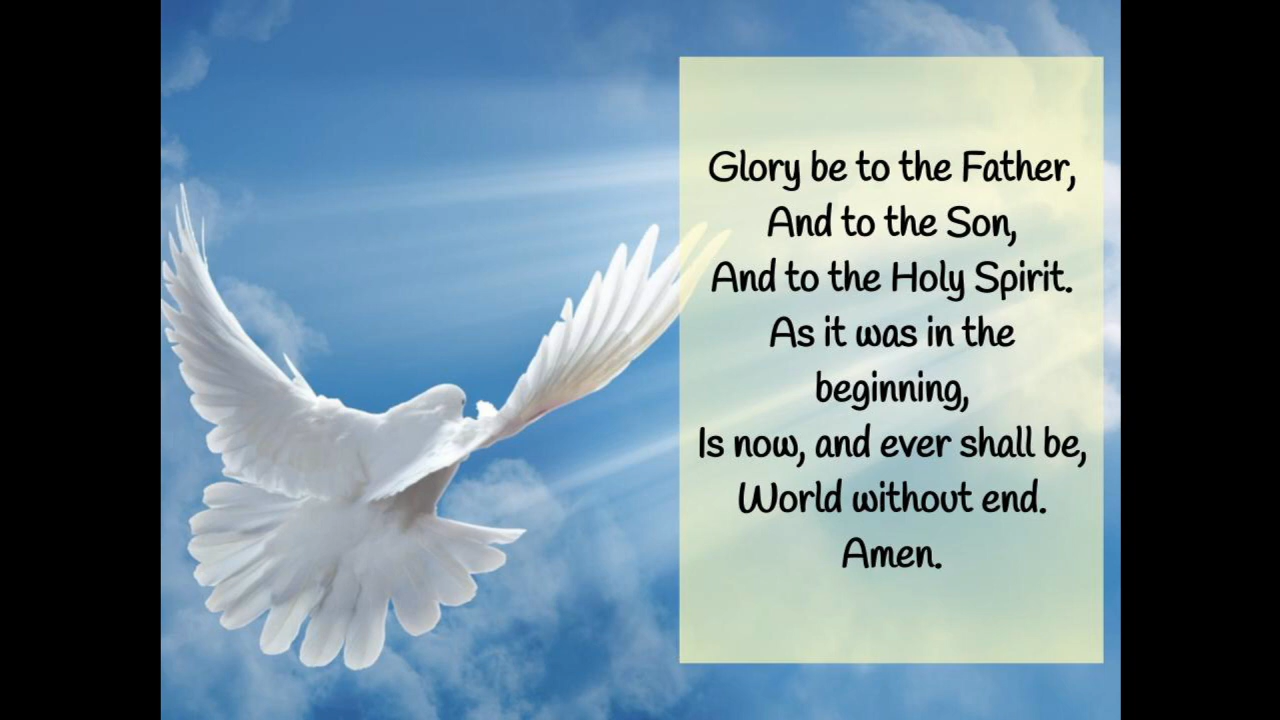 Glory be to the Father,
And to the Son,
And to the Holy Spirit.
As it was in the
beginning,
Is now, and ever shall be,
World without end.
Amen.